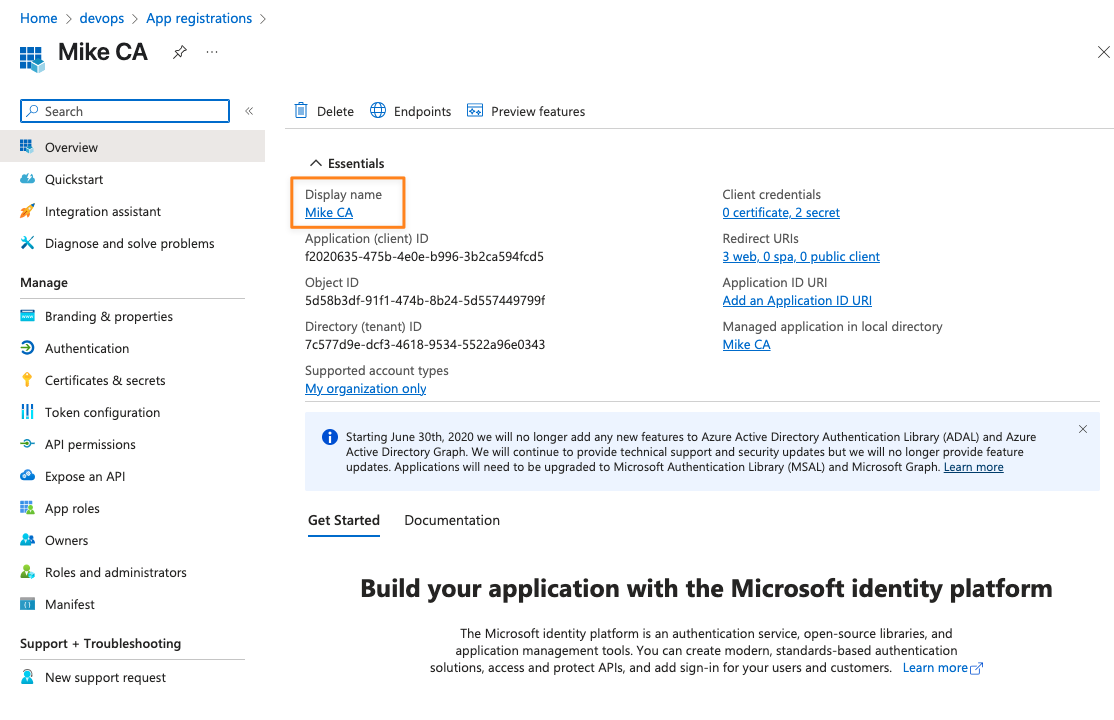 Home > devops > App registrations >
Mike CA
Search
Overview
Quickstart
Integration assistant
Diagnose and solve problems
Manage
Branding & properties
Authentication
Certificates & secrets
Token configuration
API permissions
Expose an API
App roles
Owners
Roles and administrators
Manifest
Support + Troubleshooting
New support request
Delete
Endpoints
Preview features
Essentials
Display name
Mike CA
Application (client) ID
f2020635-475b-4e0e-b996-3b2ca594fcd5
Object ID
5d58b3df-91f1-474b-8b24-5d557449799f
Directory (tenant) ID
7c577d9e-dcf3-4618-9534-5522a96e0343
Supported account types
My organization only
Client credentials
0 certificate, 2 secret
Redirect URIs
3 web, 0 spa, 0 public client
Application ID URI
Add an Application ID URI
Managed application in local directory
Mike CA
Starting June 30th, 2020 we will no longer add any new features to Azure Active Directory Authentication Library (ADAL) and Azure
Active Directory Graph. We will continue to provide technical support and security updates but we will no longer provide feature
updates. Applications will need to be upgraded to Microsoft Authentication Library (MSAL) and Microsoft Graph. Learn more
Get Started
Documentation
Build your application with the Microsoft identity platform
The Microsoft identity platform is an authentication service, open-source libraries, and
application management tools. You can create modern, standards-based authentication
solutions, access and protect APIs, and add sign-in for your users and customers. Learn more